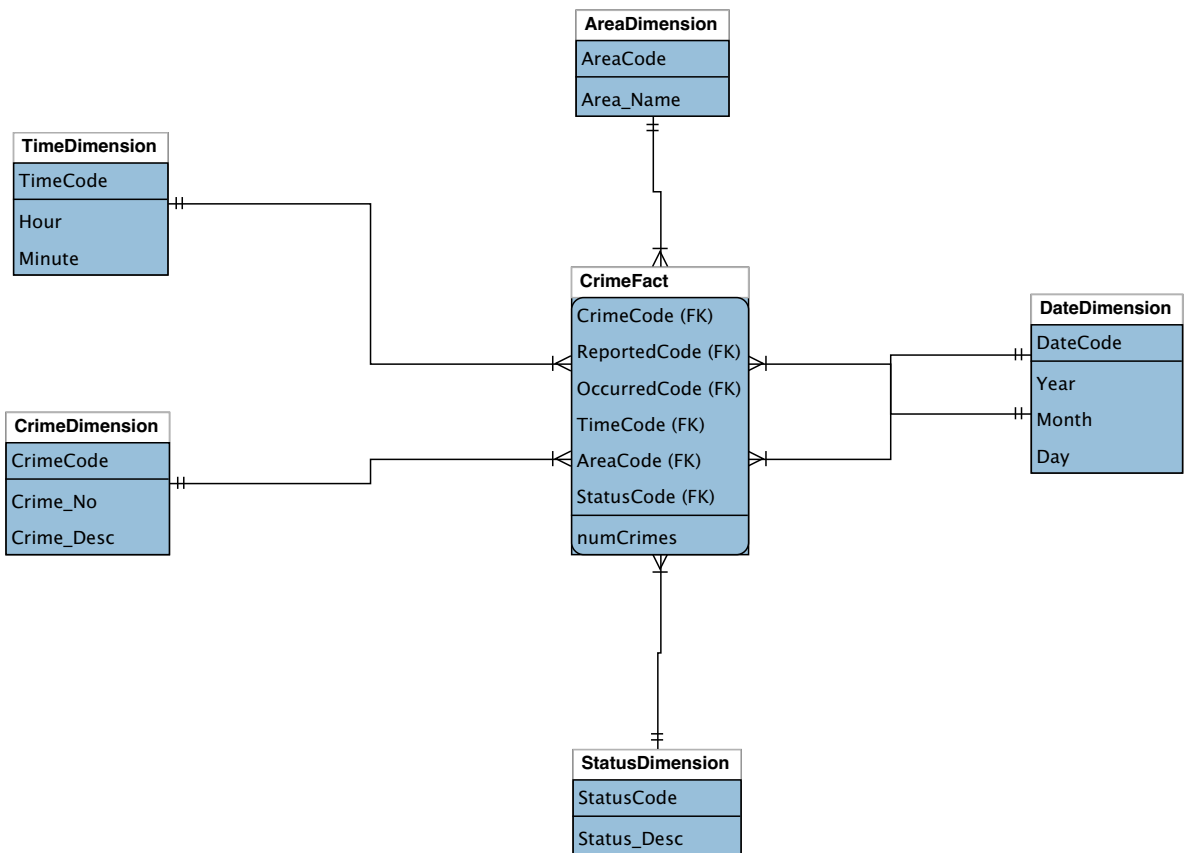 AreaDimension
AreaCode
Area_Name
TimeDimension
TimeCode
Hour
Minute
CrimeFact
CrimeCode (FK)
ReportedCode (FK)
OccurredCode (FK)
TimeCode (FK)
AreaCode (FK)
StatusCode (FK)
numCrimes
DateDimension
DateCode
Year
Month
Day
CrimeDimension
CrimeCode
Crime_No
Crime_Desc
StatusDimension
StatusCode
Status_Desc